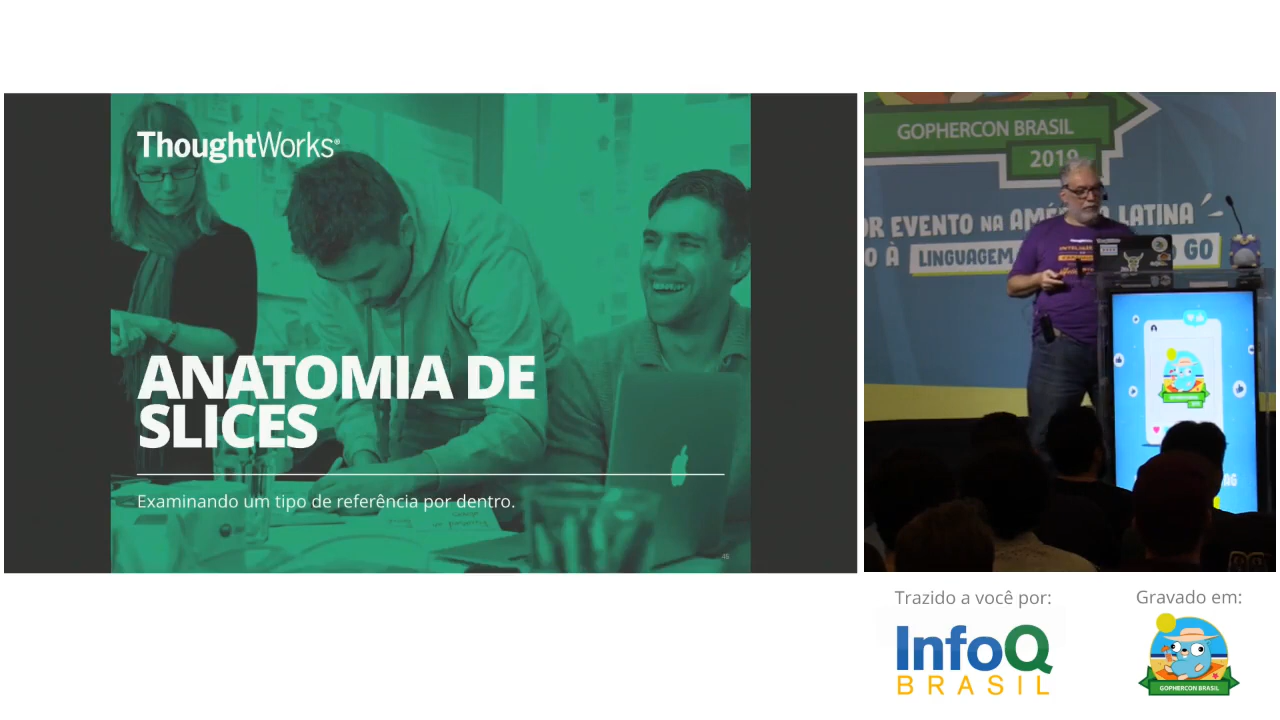 ThoughtWorks®
ANATOMIA DE
SLICES
Examinando um tipo de referência por dentro.
45
GOPHERCON BRASIL
2019
OR EVENTO NA AMÉRICA LATINA
O À LINGUAGEM GO
Trazido a você por:
InfoQ
BRASIL
Gravado em:
GOPHERCON BRASIL